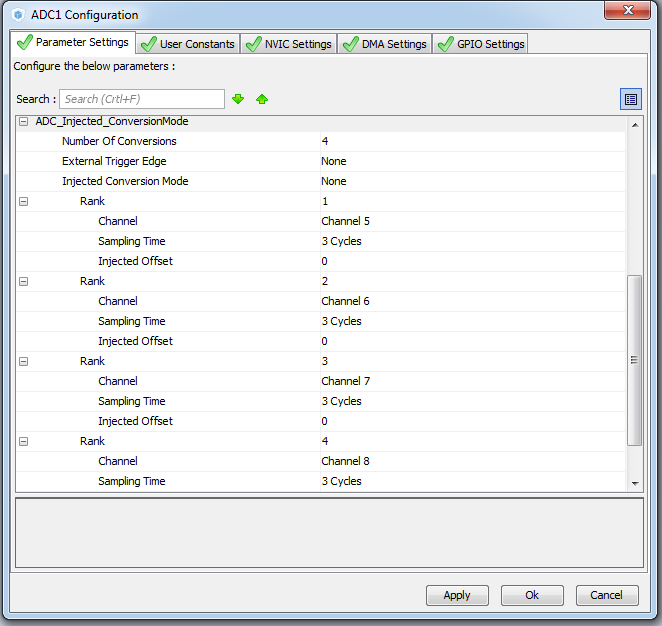 ADC1 Configuration
Parameter Settings User Constants NVIC Settings DMA Settings GPIO Settings
Configure the below parameters :
Search : Search (Crtl+F)
ADC_Injected_ConversionMode
Number Of Conversions 4
External Trigger Edge None
Injected Conversion Mode None
Rank 1
Channel Channel 5
Sampling Time 3 Cycles
Injected Offset 0
Rank 2
Channel Channel 6
Sampling Time 3 Cycles
Injected Offset 0
Rank 3
Channel Channel 7
Sampling Time 3 Cycles
Injected Offset 0
Rank 4
Channel Channel 8
Sampling Time 3 Cycles
Apply Ok Cancel